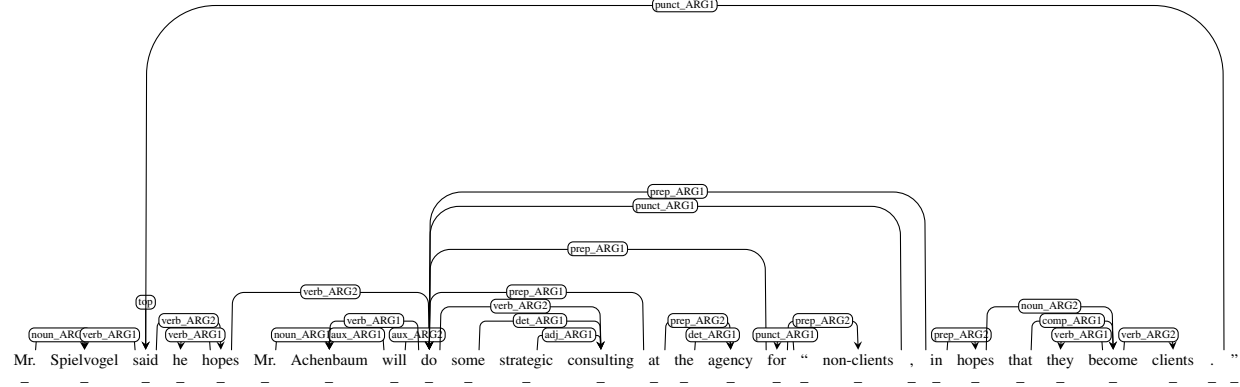 punct_ARG1
prep_ARG1
punct_ARG1
prep_ARG1
verb_ARG2 prep_ARG1
top verb_ARG2 noun_ARG2
verb_ARG2 verb_ARG1 det_ARG1 prep_ARG2 prep_ARG2 comp_ARG1
verb_ARG1 verb_ARG1 aux_ARG1 aux_ARG2 adj_ARG1 det_ARG1 punct_ARG1 prep_ARG2 verb_ARG1 verb_ARG2
Mr. Spielvogel said he hopes Mr. Achenbaum will do some strategic consulting at the agency for “ non-clients , in hopes that they become clients . ”